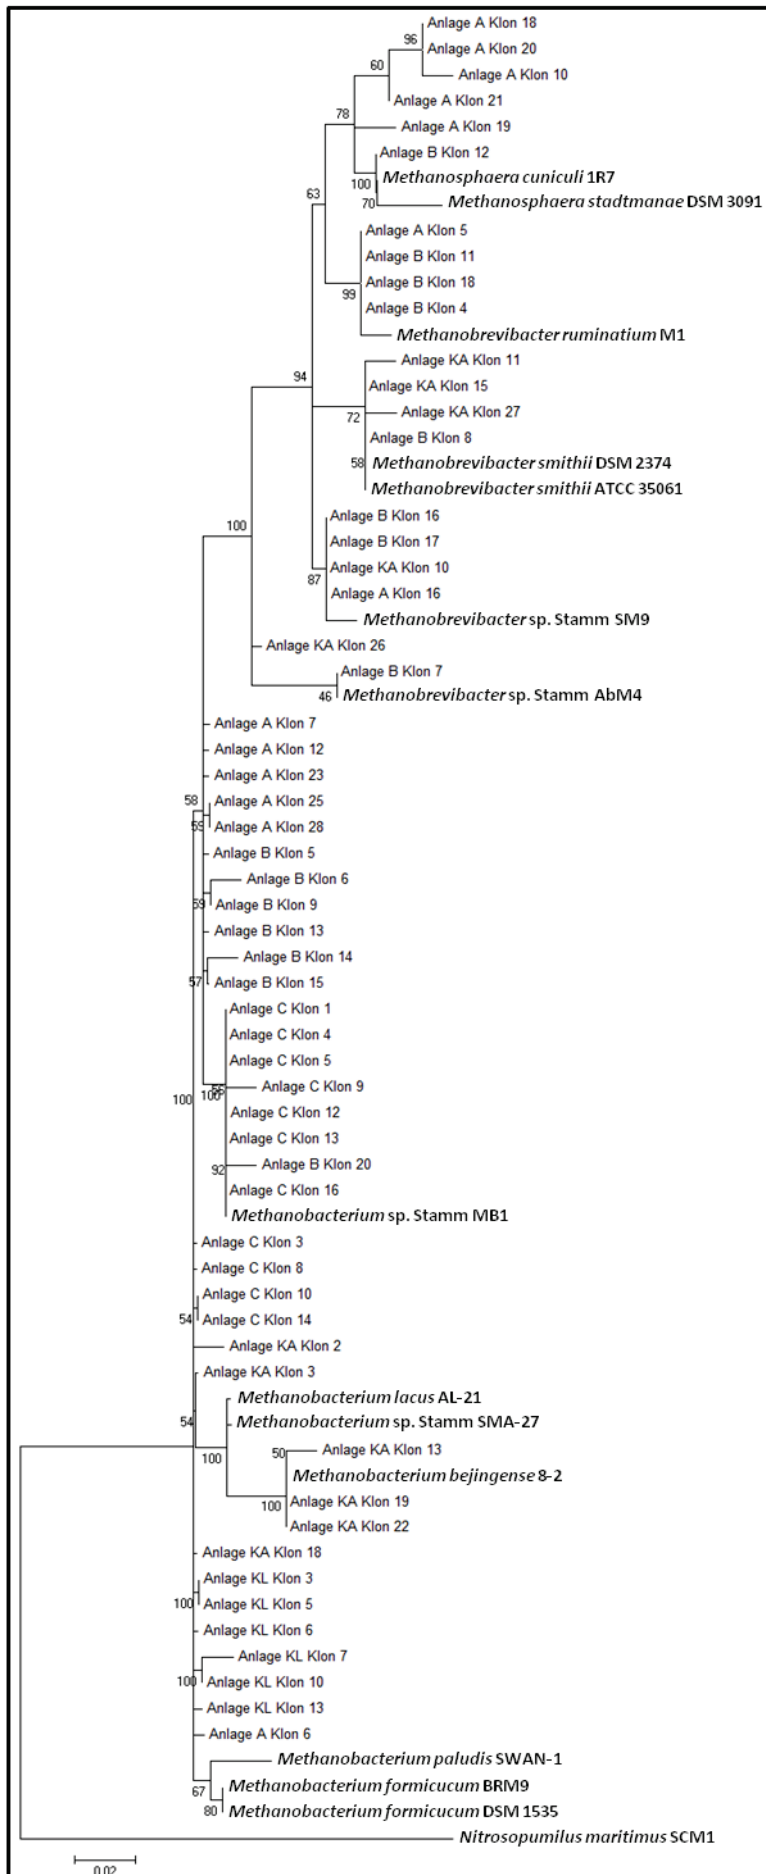 Anlage A Klon 18
96
Anlage A Klon 20
60
Anlage A Klon 10
Anlage A Klon 21
78
Anlage A Klon 19
Anlage B Klon 12
100
Methanosphaera cuniculi 1R7
70
Methanosphaera stadtmanae DSM 3091
63
Anlage A Klon 5
Anlage B Klon 11
Anlage B Klon 18
99
Anlage B Klon 4
Methanobrevibacter ruminatium M1
Anlage KA Klon 11
94
Anlage KA Klon 15
72
Anlage KA Klon 27
Anlage B Klon 8
58
Methanobrevibacter smithii DSM 2374
Methanobrevibacter smithii ATCC 35061
Anlage B Klon 16
100
Anlage B Klon 17
Anlage KA Klon 10
87
Anlage A Klon 16
Methanobrevibacter sp. Stamm SM9
Anlage KA Klon 26
Anlage B Klon 7
46
Methanobrevibacter sp. Stamm AbM4
Anlage A Klon 7
Anlage A Klon 12
Anlage A Klon 23
58
Anlage A Klon 25
59
Anlage A Klon 28
Anlage B Klon 5
Anlage B Klon 6
59
Anlage B Klon 9
Anlage B Klon 13
Anlage B Klon 14
57
Anlage B Klon 15
Anlage C Klon 1
Anlage C Klon 4
Anlage C Klon 5
100
Anlage C Klon 9
100
Anlage C Klon 12
Anlage C Klon 13
92
Anlage B Klon 20
Anlage C Klon 16
Methanobacterium sp. Stamm MB1
Anlage C Klon 3
Anlage C Klon 8
Anlage C Klon 10
54
Anlage C Klon 14
Anlage KA Klon 2
Anlage KA Klon 3
Methanobacterium lacus AL-21
54
Methanobacterium sp. Stamm SMA-27
100
50
Anlage KA Klon 13
Methanobacterium bejingense 8-2
100
Anlage KA Klon 19
Anlage KA Klon 22
Anlage KA Klon 18
Anlage KL Klon 3
100
Anlage KL Klon 5
Anlage KL Klon 6
Anlage KL Klon 7
100
Anlage KL Klon 10
Anlage KL Klon 13
Anlage A Klon 6
Methanobacterium paludis SWAN-1
67
Methanobacterium formicucum BRM9
80
Methanobacterium formicucum DSM 1535
Nitrosopumilus maritimus SCM1
0.02